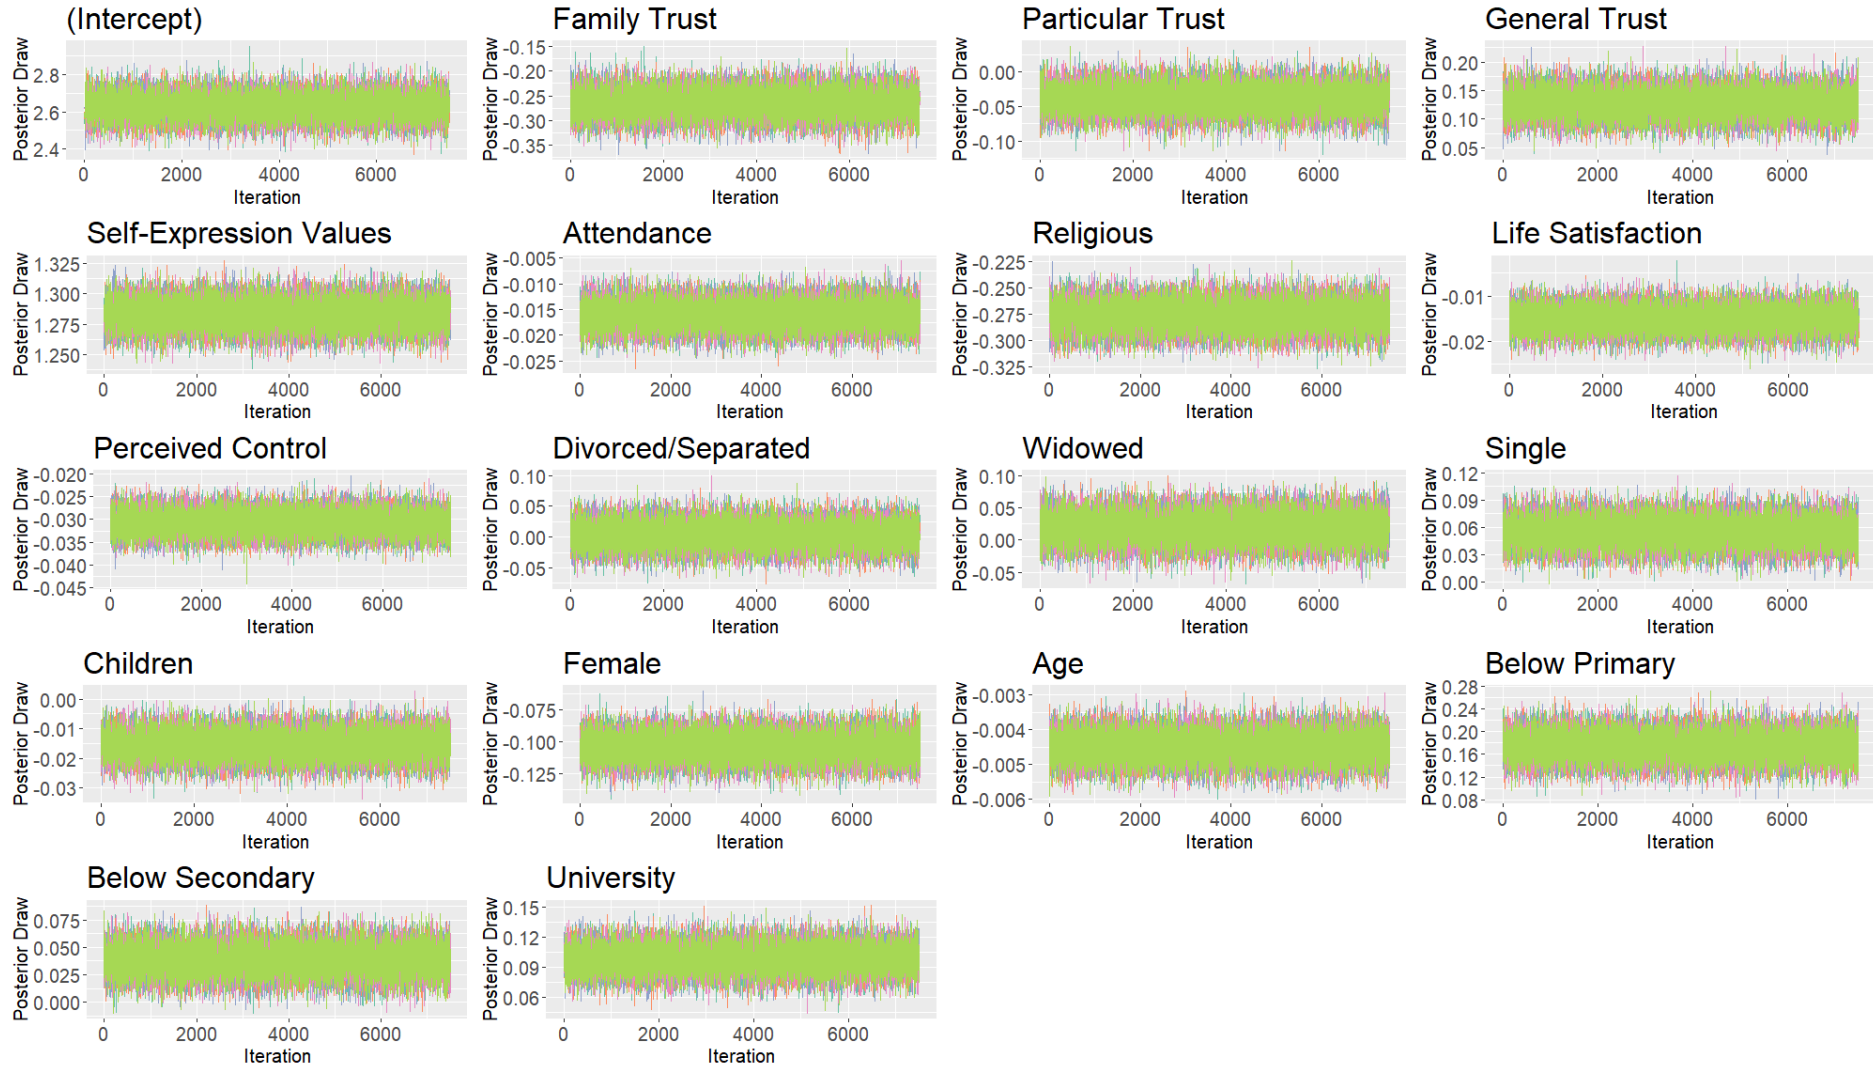 (Intercept)
Family Trust
Particular Trust
General Trust
Posterior Draw
2.8
2.6
2.4
0 2000 4000 6000
Iteration
Posterior Draw
-0.15
-0.20
-0.25
-0.30
-0.35
0 2000 4000 6000
Iteration
Posterior Draw
0.00
-0.05
-0.10
0 2000 4000 6000
Iteration
Posterior Draw
0.20
0.15
0.10
0.05
0 2000 4000 6000
Iteration
Self-Expression Values
Attendance
Religious
Life Satisfaction
Posterior Draw
1.325
1.300
1.275
1.250
0 2000 4000 6000
Iteration
Posterior Draw
-0.005
-0.010
-0.015
-0.020
-0.025
0 2000 4000 6000
Iteration
Posterior Draw
-0.225
-0.250
-0.275
-0.300
-0.325
0 2000 4000 6000
Iteration
Posterior Draw
-0.01
-0.02
0 2000 4000 6000
Iteration
Perceived Control
Divorced/Separated
Widowed
Single
Posterior Draw
-0.020
-0.025
-0.030
-0.035
-0.040
-0.045
0 2000 4000 6000
Iteration
Posterior Draw
0.10
0.05
0.00
-0.05
0 2000 4000 6000
Iteration
Posterior Draw
0.10
0.05
0.00
-0.05
0 2000 4000 6000
Iteration
Posterior Draw
0.12
0.09
0.06
0.03
0.00
0 2000 4000 6000
Iteration
Children
Female
Age
Below Primary
Posterior Draw
0.00
-0.01
-0.02
-0.03
0 2000 4000 6000
Iteration
Posterior Draw
-0.075
-0.100
-0.125
0 2000 4000 6000
Iteration
Posterior Draw
-0.003
-0.004
-0.005
-0.006
0 2000 4000 6000
Iteration
Posterior Draw
0.28
0.24
0.20
0.16
0.12
0.08
0 2000 4000 6000
Iteration
Below Secondary
University
Posterior Draw
0.075
0.050
0.025
0.000
0 2000 4000 6000
Iteration
Posterior Draw
0.15
0.12
0.09
0.06
0 2000 4000 6000
Iteration